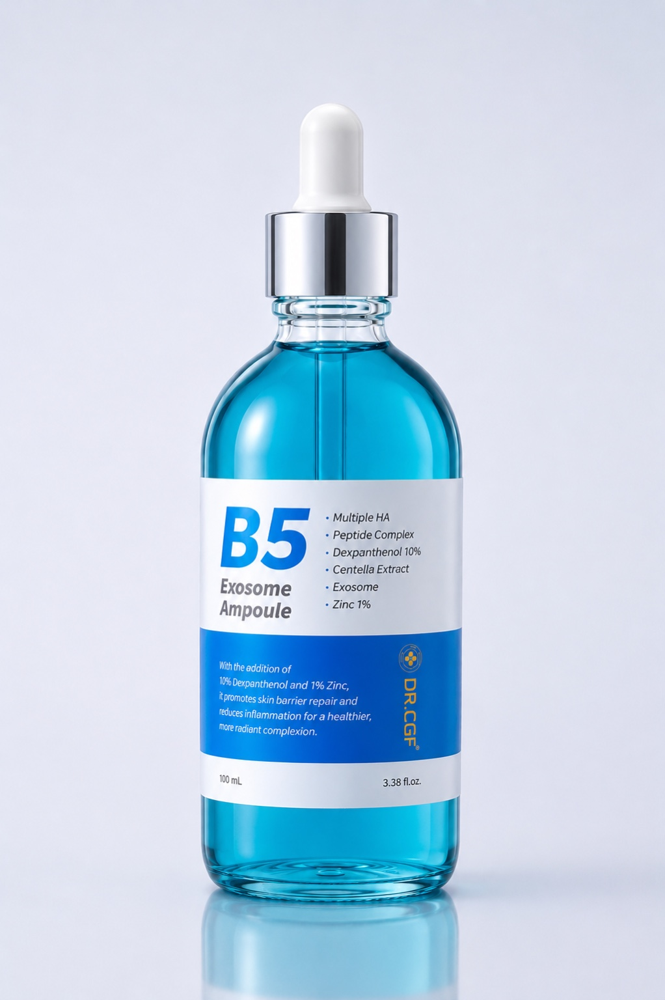 B5
Exosome
Ampoule
• Multiple HA
• Peptide Complex
• Dexpanthenol 10%
• Centella Extract
• Exosome
• Zinc 1%
With the addition of
10% Dexpanthenol and 1% Zinc,
it promotes skin barrier repair and
reduces inflammation for a healthier,
more radiant complexion.
DR.CGF®
100 mL
3.38 fl.oz.